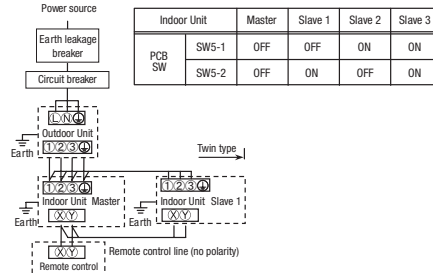 Power source
Earth leakage
breaker
Circuit breaker
L N ⏚
Outdoor Unit
① ② ③ ⏚
Earth
Twin type
① ② ③ ⏚
Indoor Unit Master
Ⓧ Ⓨ
Earth
① ② ③ ⏚
Indoor Unit Slave 1
Ⓧ Ⓨ
Earth
Ⓧ Ⓨ
Remote control
Remote control line (no polarity)
Indoor Unit Master Slave 1 Slave 2 Slave 3
PCB
SW
SW5-1 OFF OFF ON ON
SW5-2 OFF ON OFF ON